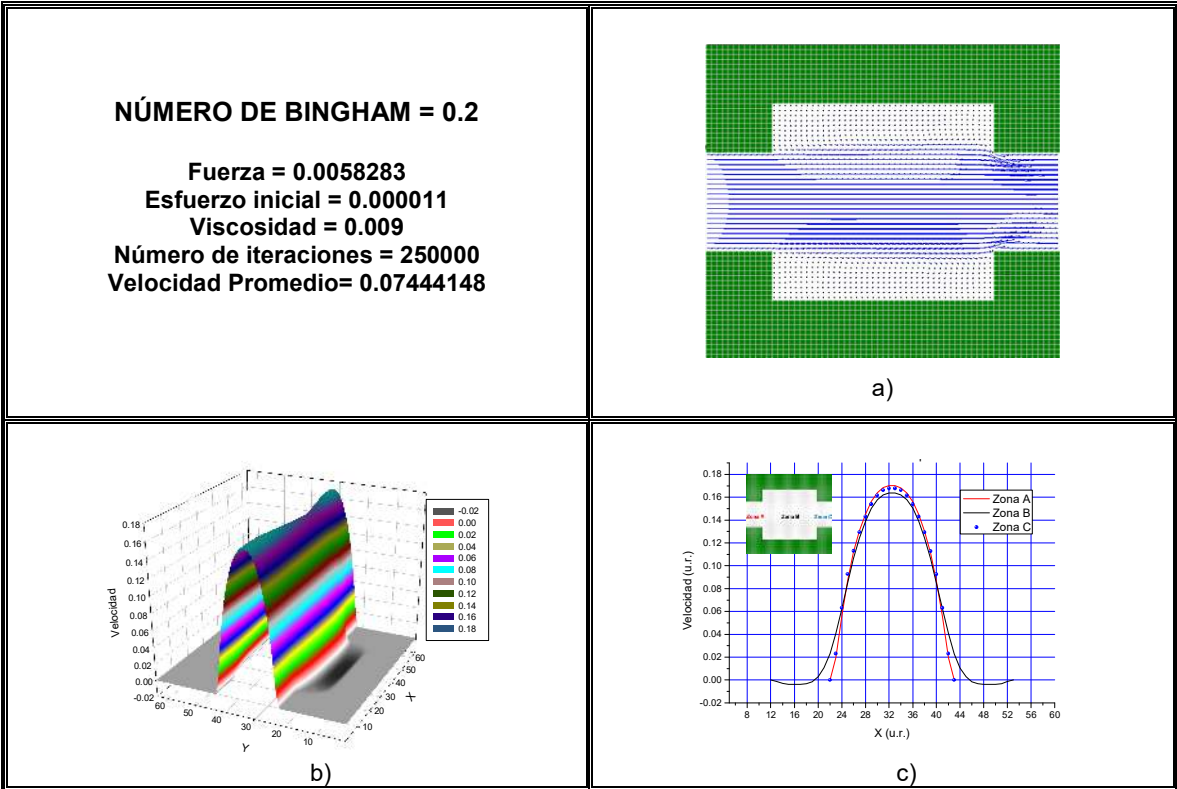 NÚMERO DE BINGHAM = 0.2
Fuerza = 0.0058283
Esfuerzo inicial = 0.000011
Viscosidad = 0.009
Número de iteraciones = 250000
Velocidad Promedio= 0.07444148
a)
Velocidad
0.18
0.16
0.14
0.12
0.10
0.08
0.06
0.04
0.02
0.00
-0.02
60
50
40
30
20
10
Y
10
20
30
40
50
60
X
-0.02
0.00
0.02
0.04
0.06
0.08
0.10
0.12
0.14
0.16
0.18
b)
Velocidad (u.r.)
0.18
0.16
0.14
0.12
0.10
0.08
0.06
0.04
0.02
0.00
-0.02
Zona B
Zona C
Zona A
Zona B
Zona C
8 12 16 20 24 28 32 36 40 44 48 52 56 60
X (u.r.)
c)